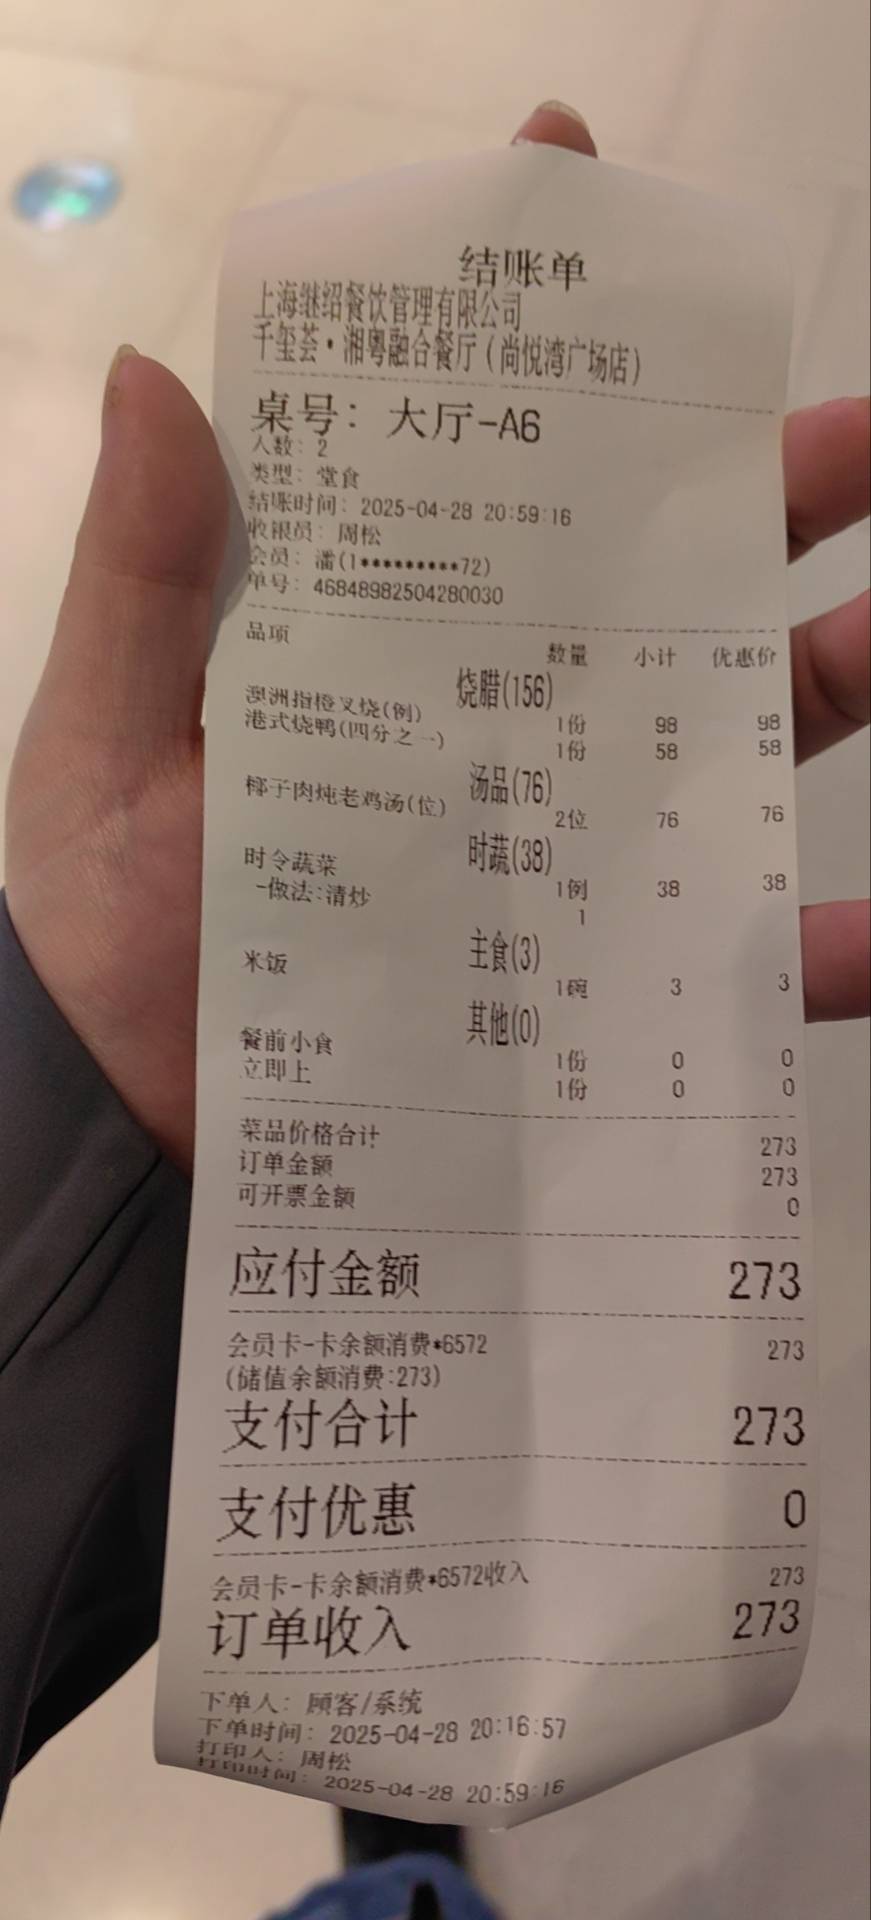 结账单
上海继绍餐饮管理有限公司
千玺荟·湘粤融合餐厅(尚悦湾广场店)
桌号: 大厅-A6
人数: 2
类型: 堂食
结账时间: 2025-04-28 20:59:16
收银员: 周松
会员: 潘(1*********72)
单号: 46848982504280030
品项 数量 小计 优惠价
烧腊(156)
澳洲指橙叉烧(例) 1份 98 98
港式烧鸭(四分之一) 1份 58 58
汤品(76)
椰子肉炖老鸡汤(位) 2位 76 76
时蔬(38)
时令蔬菜 1例 38 38
-做法:清炒 1
主食(3)
米饭 1碗 3 3
其他(0)
餐前小食 1份 0 0
立即上 1份 0 0
菜品价格合计 273
订单金额 273
可开票金额 0
应付金额 273
会员卡-卡余额消费*6572 273
(储值余额消费:273)
支付合计 273
支付优惠 0
会员卡-卡余额消费*6572收入 273
订单收入 273
下单人: 顾客/系统
下单时间: 2025-04-28 20:16:57
打印人: 周松
打印时间: 2025-04-28 20:59:16